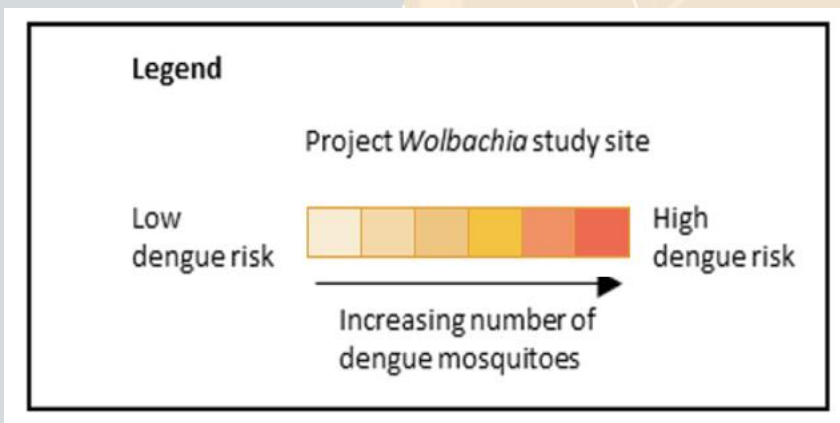 Legend
Project Wolbachia study site
Low
dengue risk
High
dengue risk
Increasing number of
dengue mosquitoes